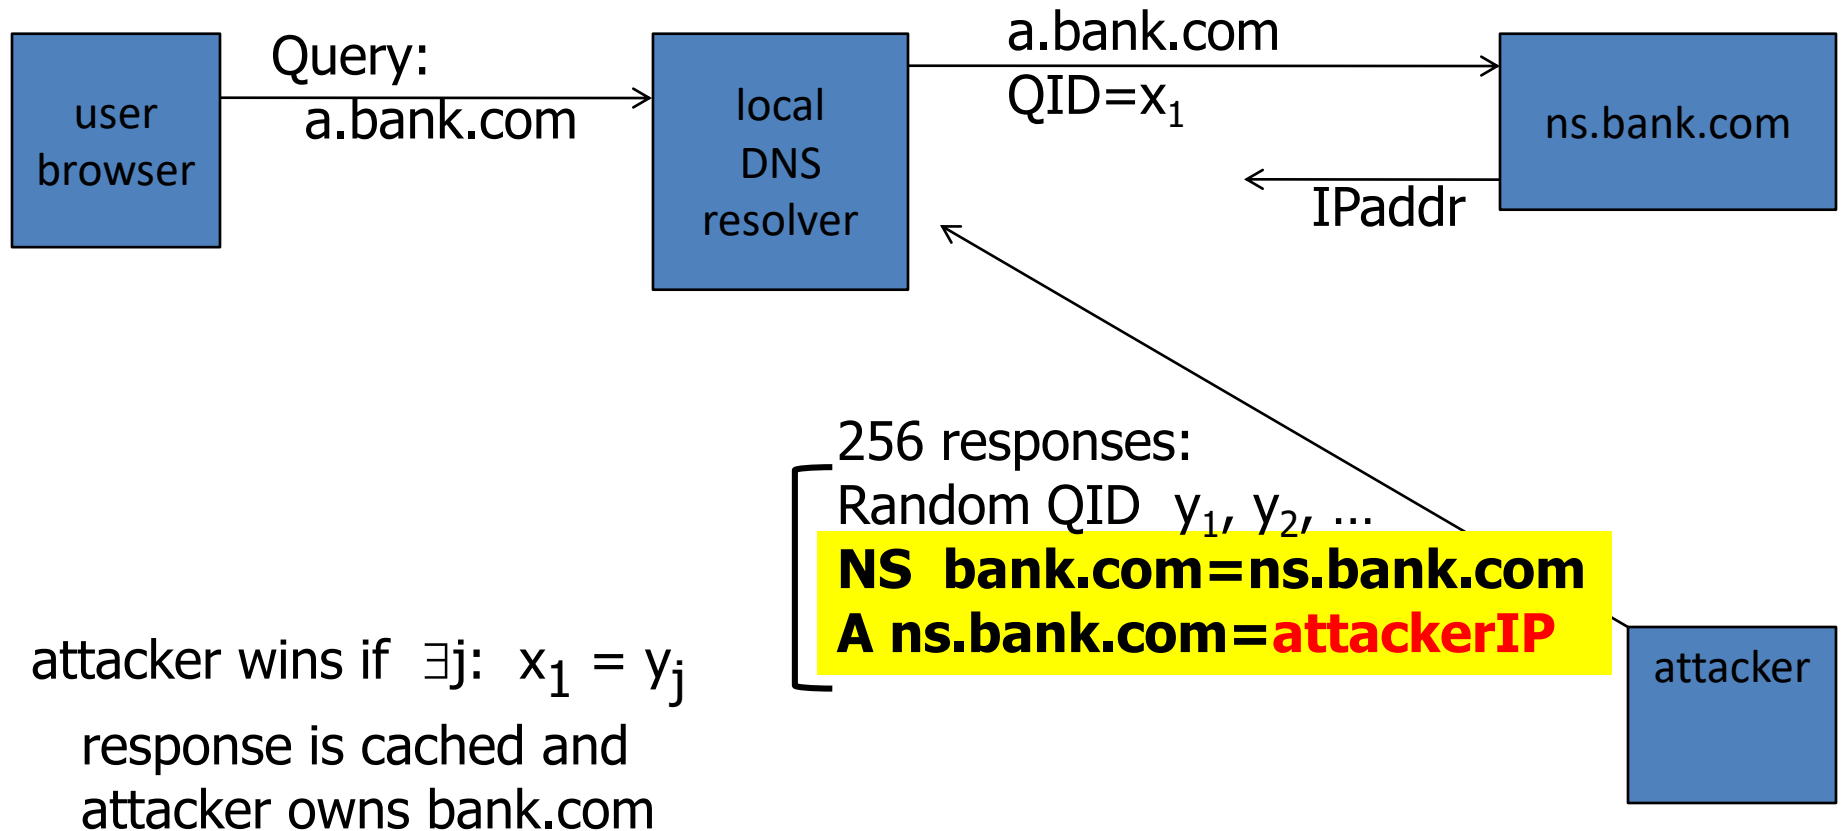 user
browser
Query:
a.bank.com
local
DNS
resolver
a.bank.com
QID=x₁
ns.bank.com
IPaddr
256 responses:
Random QID y₁, y₂, …
NS bank.com=ns.bank.com
A ns.bank.com=attackerIP
attacker
attacker wins if ∃j: x₁ = yⱼ
response is cached and
attacker owns bank.com